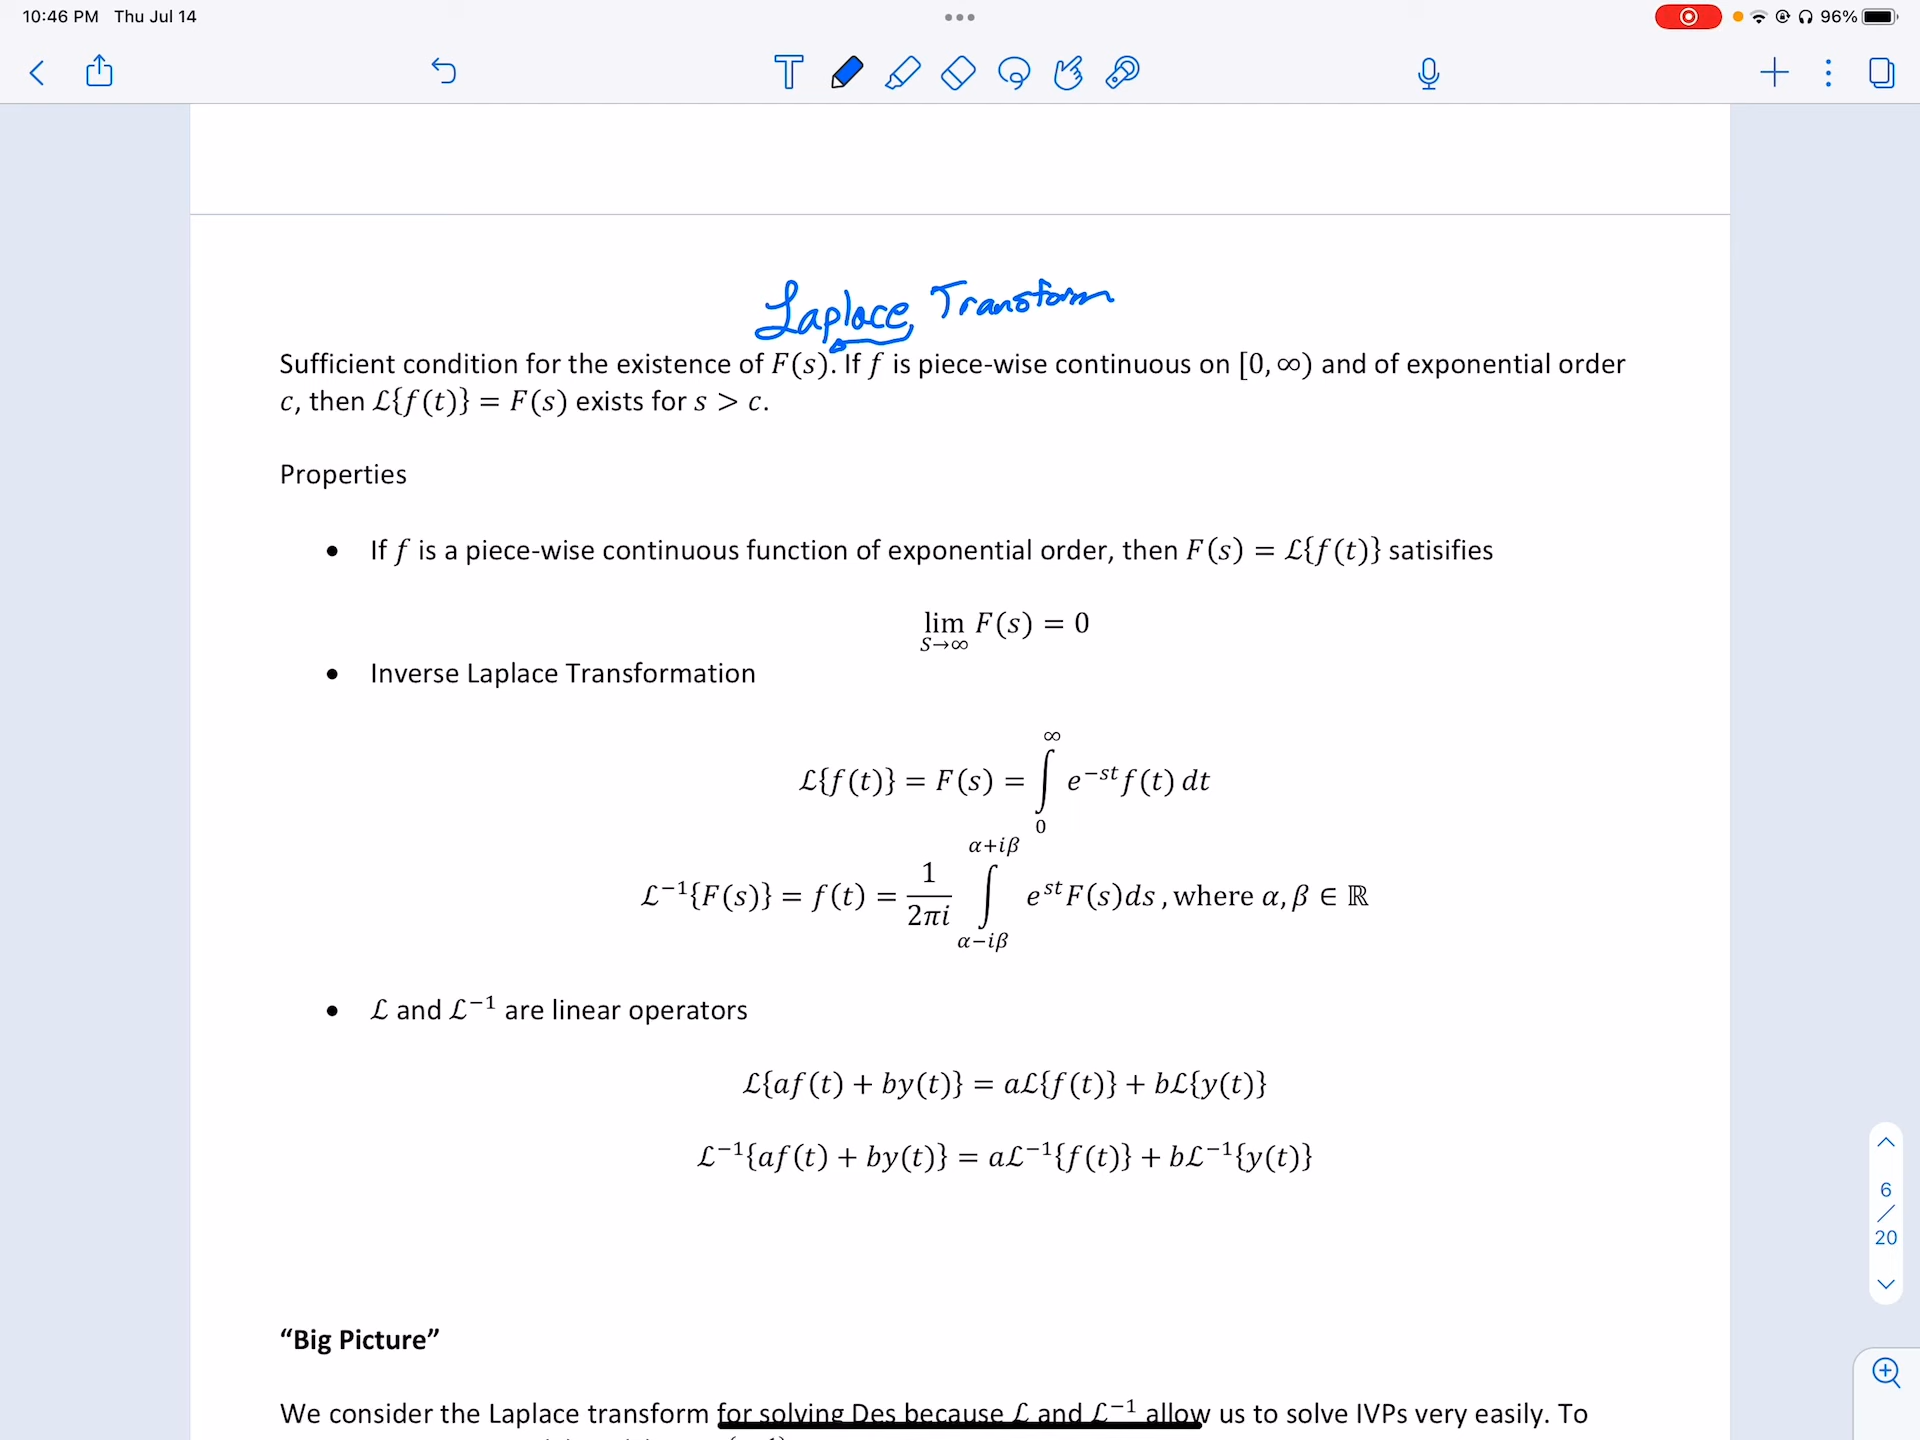 10:46 PM Thu Jul 14
96%
Laplace Transform
Sufficient condition for the existence of F(s). If f is piece-wise continuous on [0, ∞) and of exponential order
c, then ℒ{f(t)} = F(s) exists for s > c.
Properties
• If f is a piece-wise continuous function of exponential order, then F(s) = ℒ{f(t)} satisifies
lim F(s) = 0
S→∞
• Inverse Laplace Transformation
ℒ{f(t)} = F(s) = ∫₀^∞ e^{−st} f(t) dt
ℒ⁻¹{F(s)} = f(t) = 1/(2πi) ∫_{α−iβ}^{α+iβ} e^{st} F(s)ds , where α, β ∈ ℝ
• ℒ and ℒ⁻¹ are linear operators
ℒ{af(t) + by(t)} = aℒ{f(t)} + bℒ{y(t)}
ℒ⁻¹{af(t) + by(t)} = aℒ⁻¹{f(t)} + bℒ⁻¹{y(t)}
6
/
20
“Big Picture”
We consider the Laplace transform for solving Des because ℒ and ℒ⁻¹ allow us to solve IVPs very easily. To